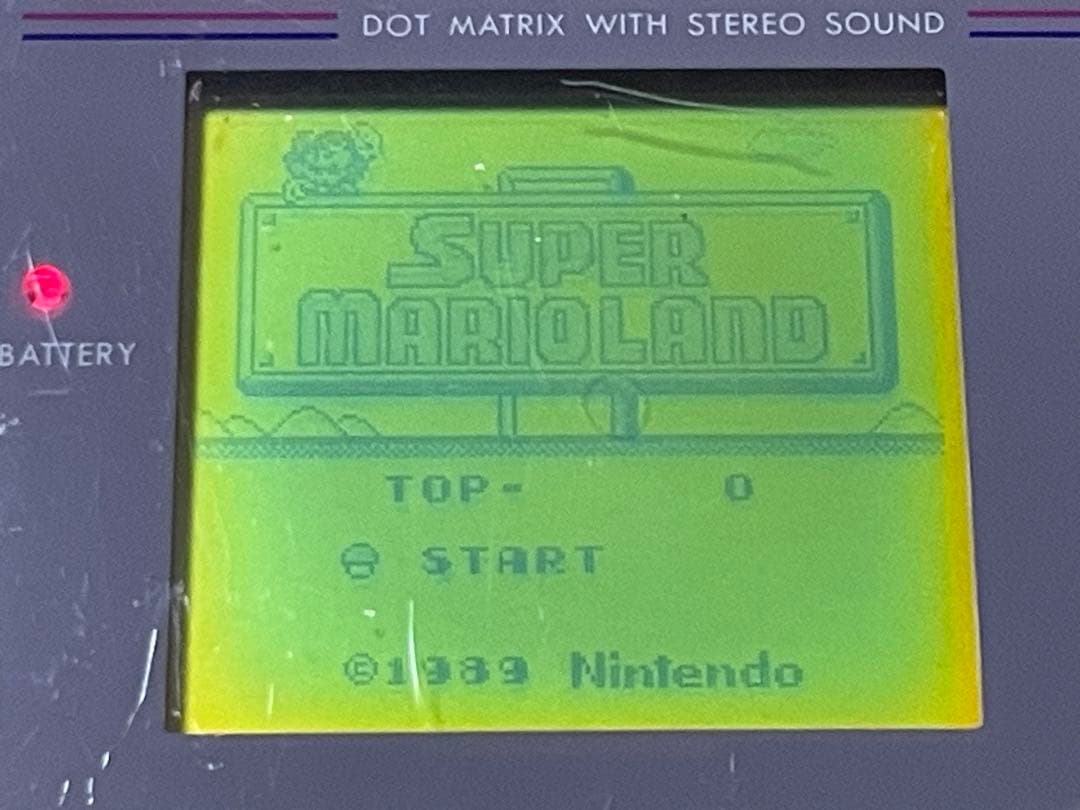 DOT MATRIX WITH STEREO SOUND
SUPER
MARIOLAND
BATTERY
TOP- 0
START
©1989 Nintendo